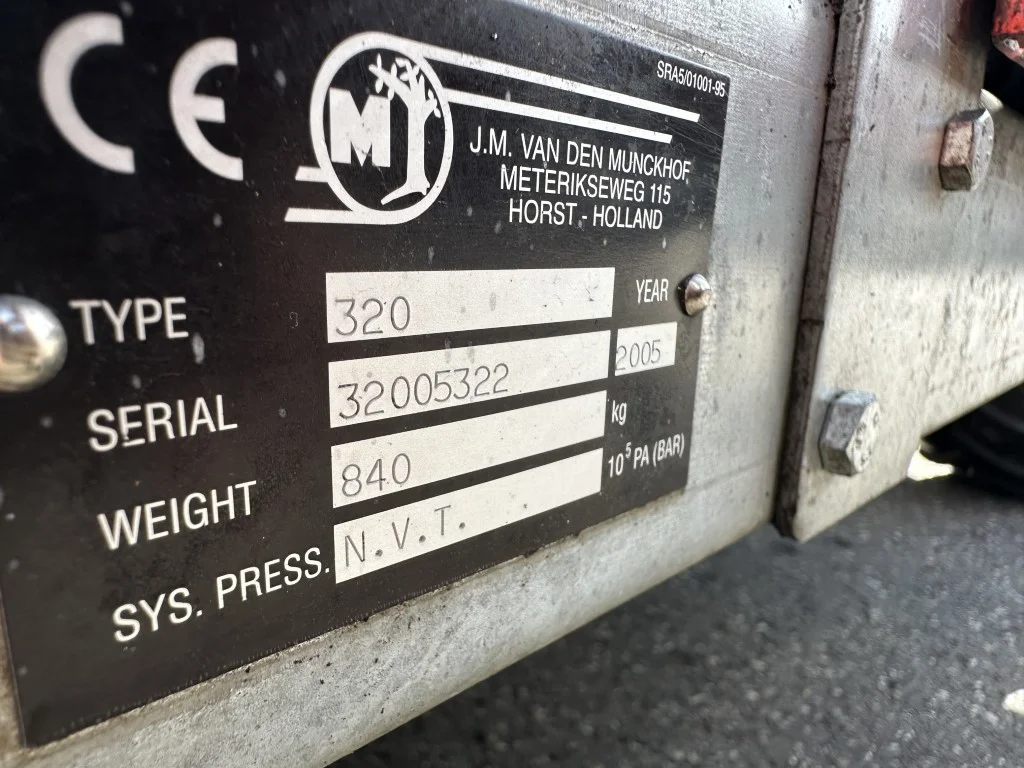 CE
M
SRA5/01001-95
J.M. VAN DEN MUNCKHOF
METERIKSEWEG 115
HORST - HOLLAND
TYPE 320 YEAR
SERIAL 32005322 2005
WEIGHT 840 kg
SYS. PRESS. N.V.T. 10⁵ PA (BAR)